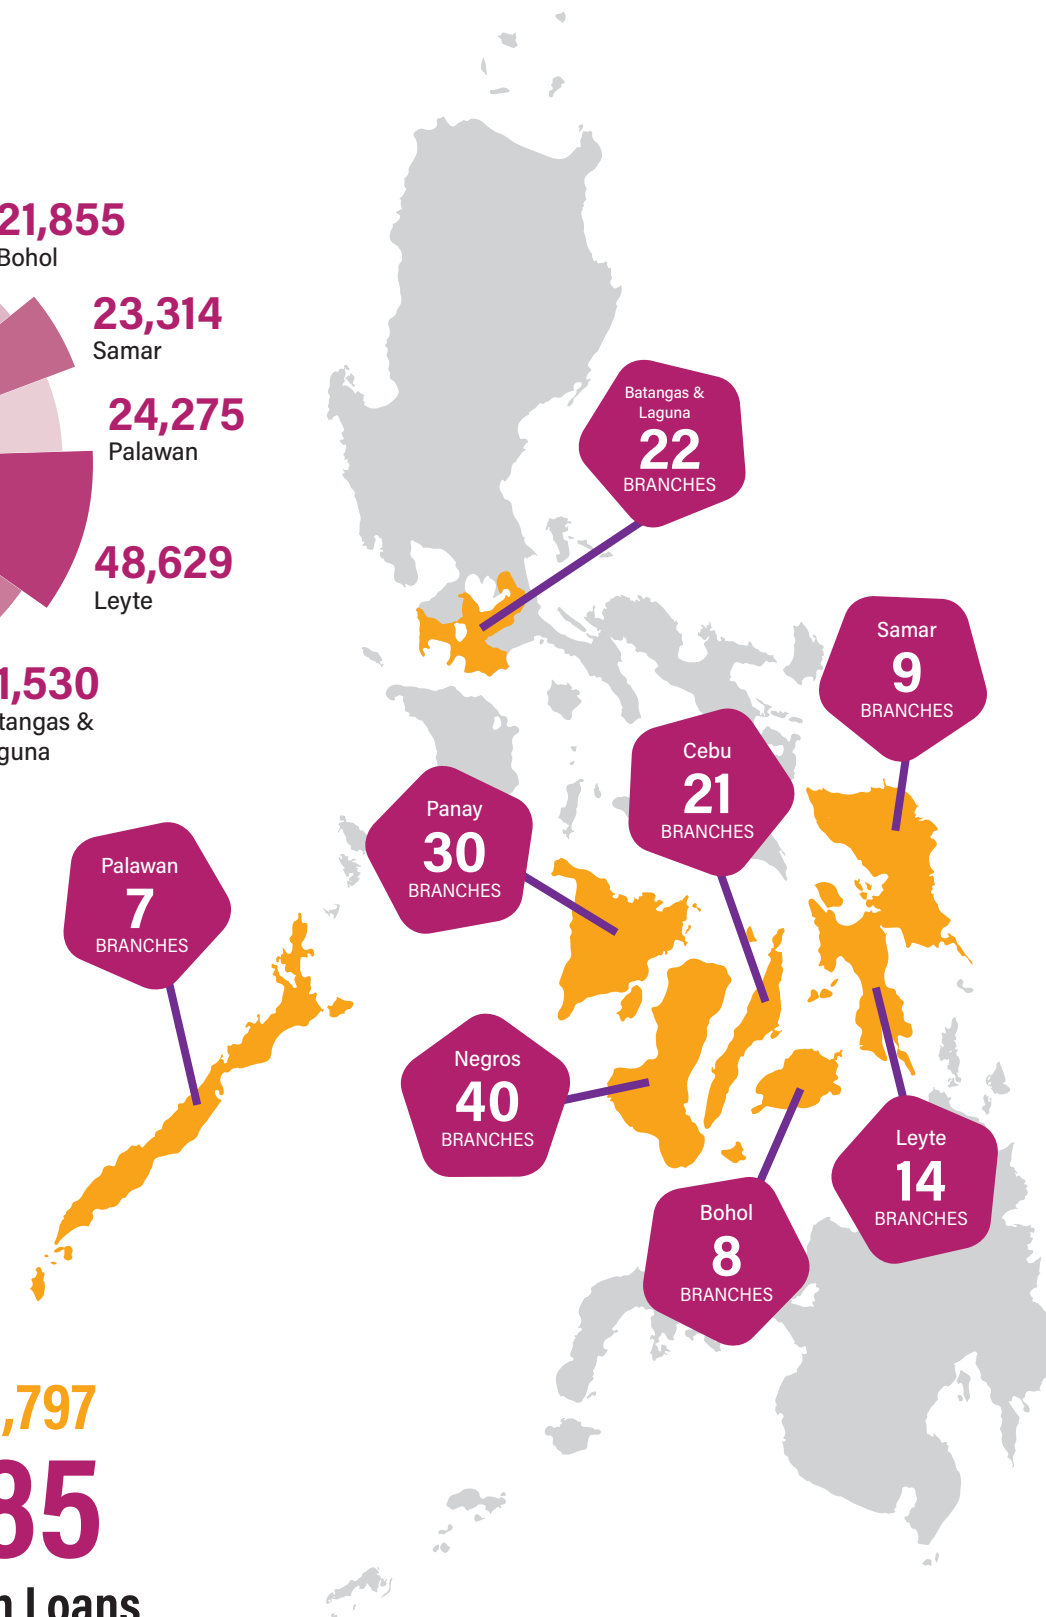 21,855
Bohol
23,314
Samar
24,275
Palawan
48,629
Leyte
1,530
tangas &
guna
Batangas &
Laguna
22
BRANCHES
Samar
9
BRANCHES
Cebu
21
BRANCHES
Panay
30
BRANCHES
Palawan
7
BRANCHES
Negros
40
BRANCHES
Leyte
14
BRANCHES
Bohol
8
BRANCHES
,797
85
n Loans